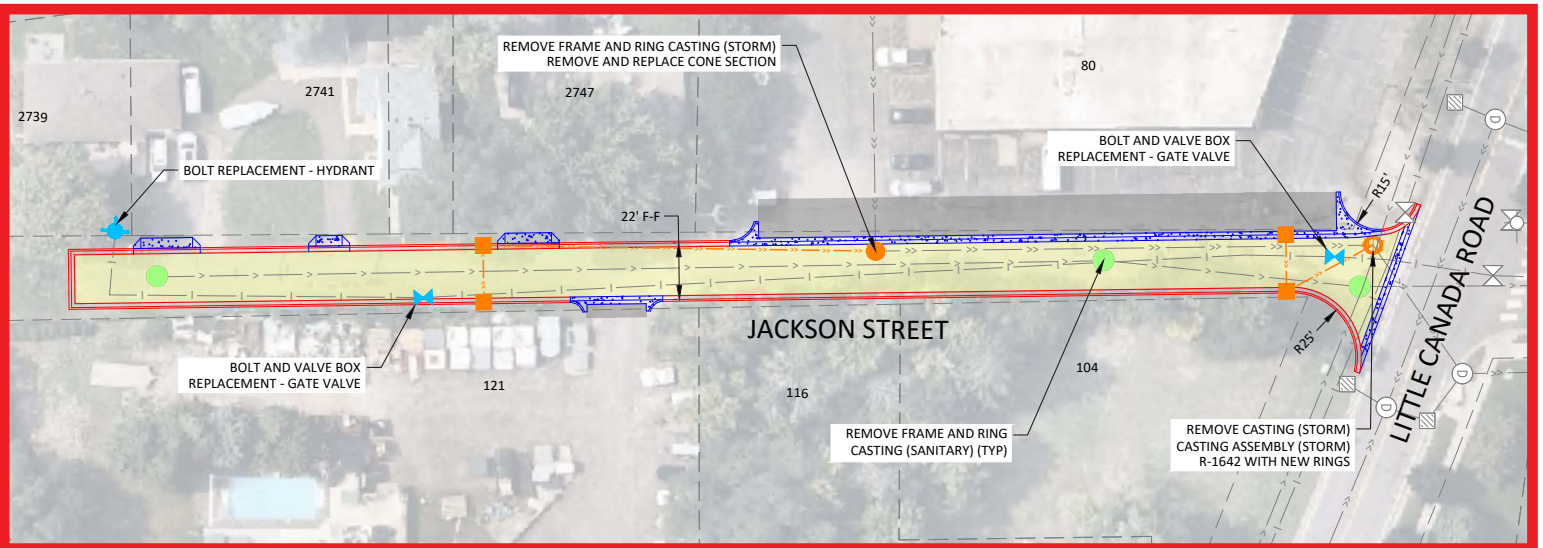 REMOVE FRAME AND RING CASTING (STORM)
REMOVE AND REPLACE CONE SECTION
80
2741
2747
2739
BOLT AND VALVE BOX
REPLACEMENT - GATE VALVE
BOLT REPLACEMENT - HYDRANT
R15'
22' F-F
JACKSON STREET
LITTLE CANADA ROAD
R25'
BOLT AND VALVE BOX
REPLACEMENT - GATE VALVE
121
116
104
REMOVE FRAME AND RING
CASTING (SANITARY) (TYP)
REMOVE CASTING (STORM)
CASTING ASSEMBLY (STORM)
R-1642 WITH NEW RINGS
D
D
D